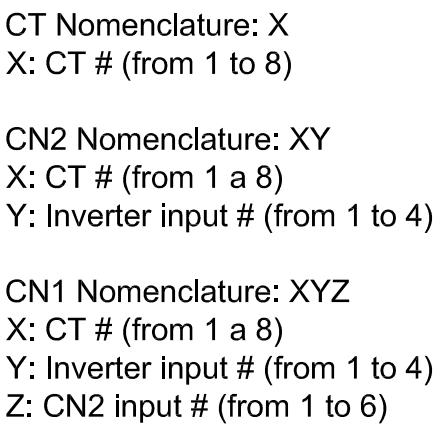 CT Nomenclature: X
X: CT # (from 1 to 8)
CN2 Nomenclature: XY
X: CT # (from 1 a 8)
Y: Inverter input # (from 1 to 4)
CN1 Nomenclature: XYZ
X: CT # (from 1 a 8)
Y: Inverter input # (from 1 to 4)
Z: CN2 input # (from 1 to 6)